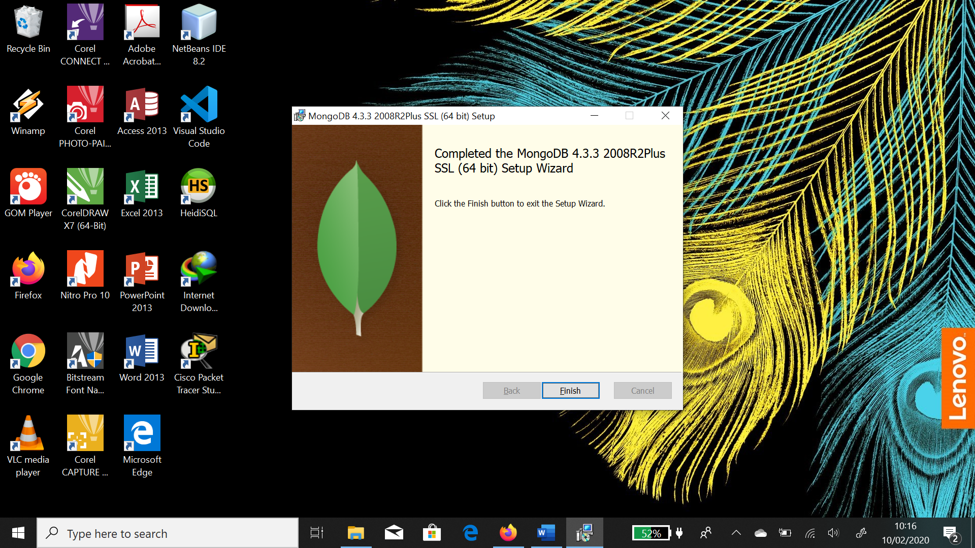 Recycle Bin
Corel
CONNECT ...
Adobe
Acrobat...
NetBeans IDE
8.2
Winamp
Corel
PHOTO-PAI...
Access 2013
Visual Studio
Code
GOM Player
CorelDRAW
X7 (64-Bit)
Excel 2013
HS
HeidiSQL
Firefox
Nitro Pro 10
PowerPoint
2013
Internet
Downlo...
Google
Chrome
Bitstream
Font Na...
Word 2013
Cisco Packet
Tracer Stu...
VLC media
player
Corel
CAPTURE ...
Microsoft
Edge
MongoDB 4.3.3 2008R2Plus SSL (64 bit) Setup
Completed the MongoDB 4.3.3 2008R2Plus
SSL (64 bit) Setup Wizard
Click the Finish button to exit the Setup Wizard.
Back
Finish
Cancel
Lenovo.
Type here to search
52%
10:16
10/02/2020
2